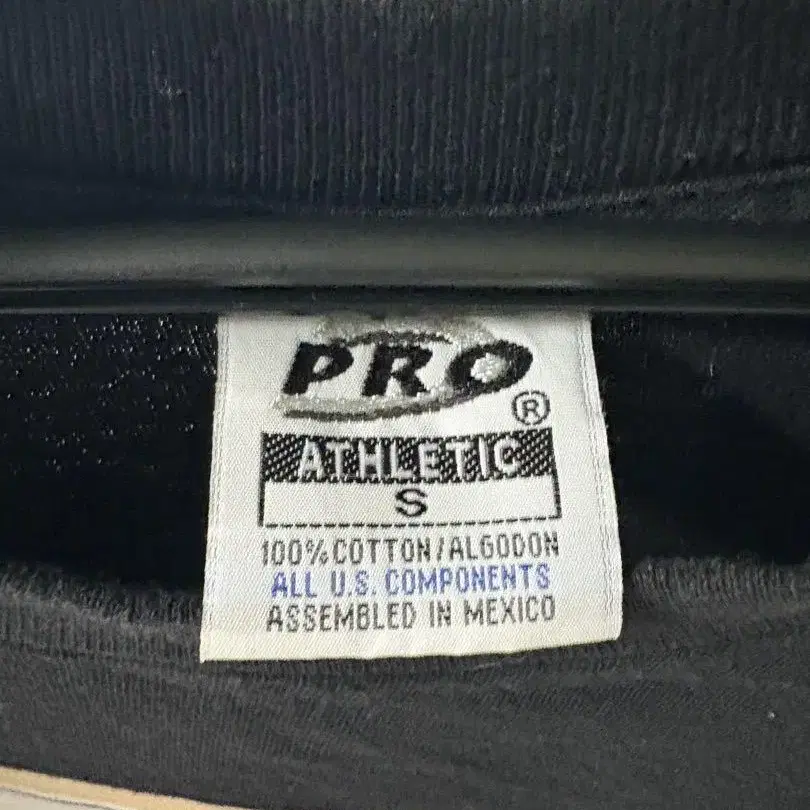 PRO®
ATHLETIC
S
100% COTTON/ALGODON
ALL U.S. COMPONENTS
ASSEMBLED IN MEXICO